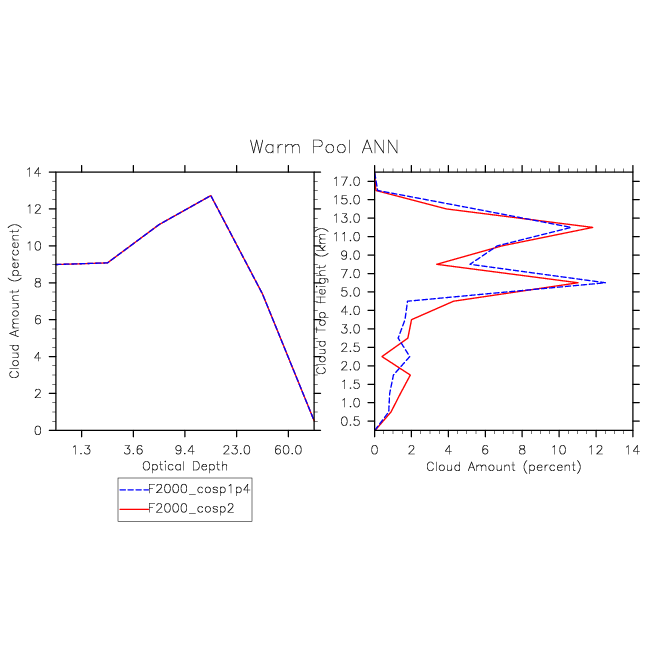 Warm Pool ANN
Cloud Amount (percent)
14
12
10
8
6
4
2
0
1.3 3.6 9.4 23.0 60.0
Optical Depth
Cloud Top Height (km)
17.0
15.0
13.0
11.0
9.0
7.0
5.0
4.0
3.0
2.5
2.0
1.5
1.0
0.5
0 2 4 6 8 10 12 14
Cloud Amount (percent)
F2000_cosp1p4
F2000_cosp2